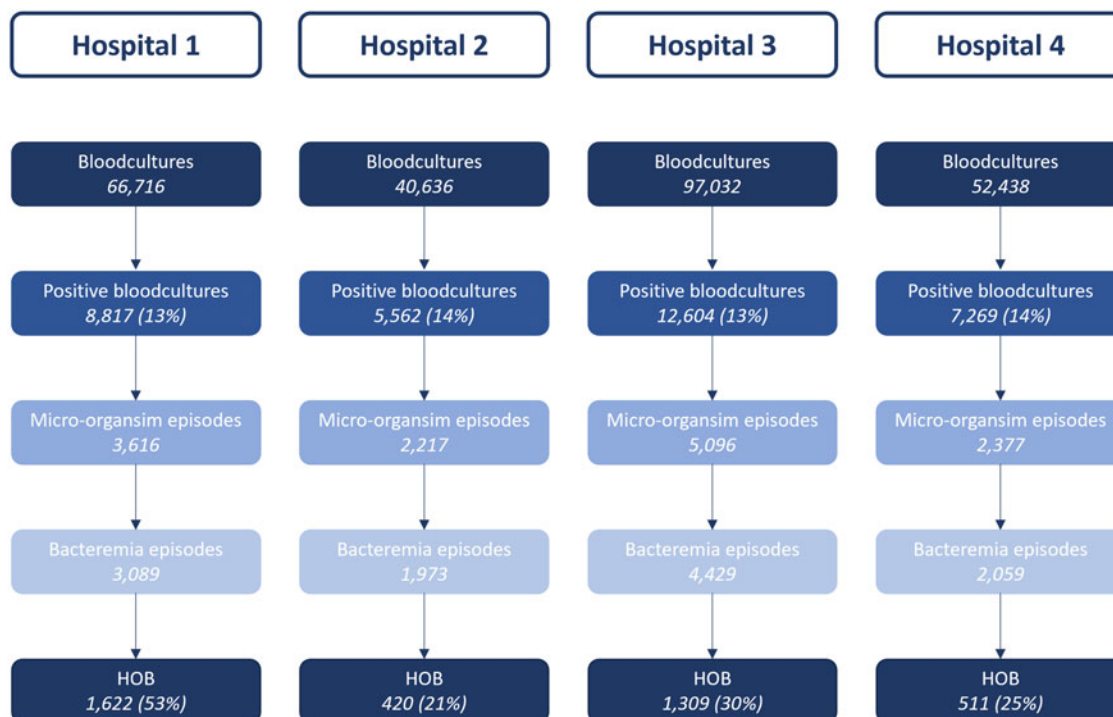 Hospital 1
Hospital 2
Hospital 3
Hospital 4
Bloodcultures
66,716
Bloodcultures
40,636
Bloodcultures
97,032
Bloodcultures
52,438
Positive bloodcultures
8,817 (13%)
Positive bloodcultures
5,562 (14%)
Positive bloodcultures
12,604 (13%)
Positive bloodcultures
7,269 (14%)
Micro-organsim episodes
3,616
Micro-organsim episodes
2,217
Micro-organsim episodes
5,096
Micro-organsim episodes
2,377
Bacteremia episodes
3,089
Bacteremia episodes
1,973
Bacteremia episodes
4,429
Bacteremia episodes
2,059
HOB
1,622 (53%)
HOB
420 (21%)
HOB
1,309 (30%)
HOB
511 (25%)